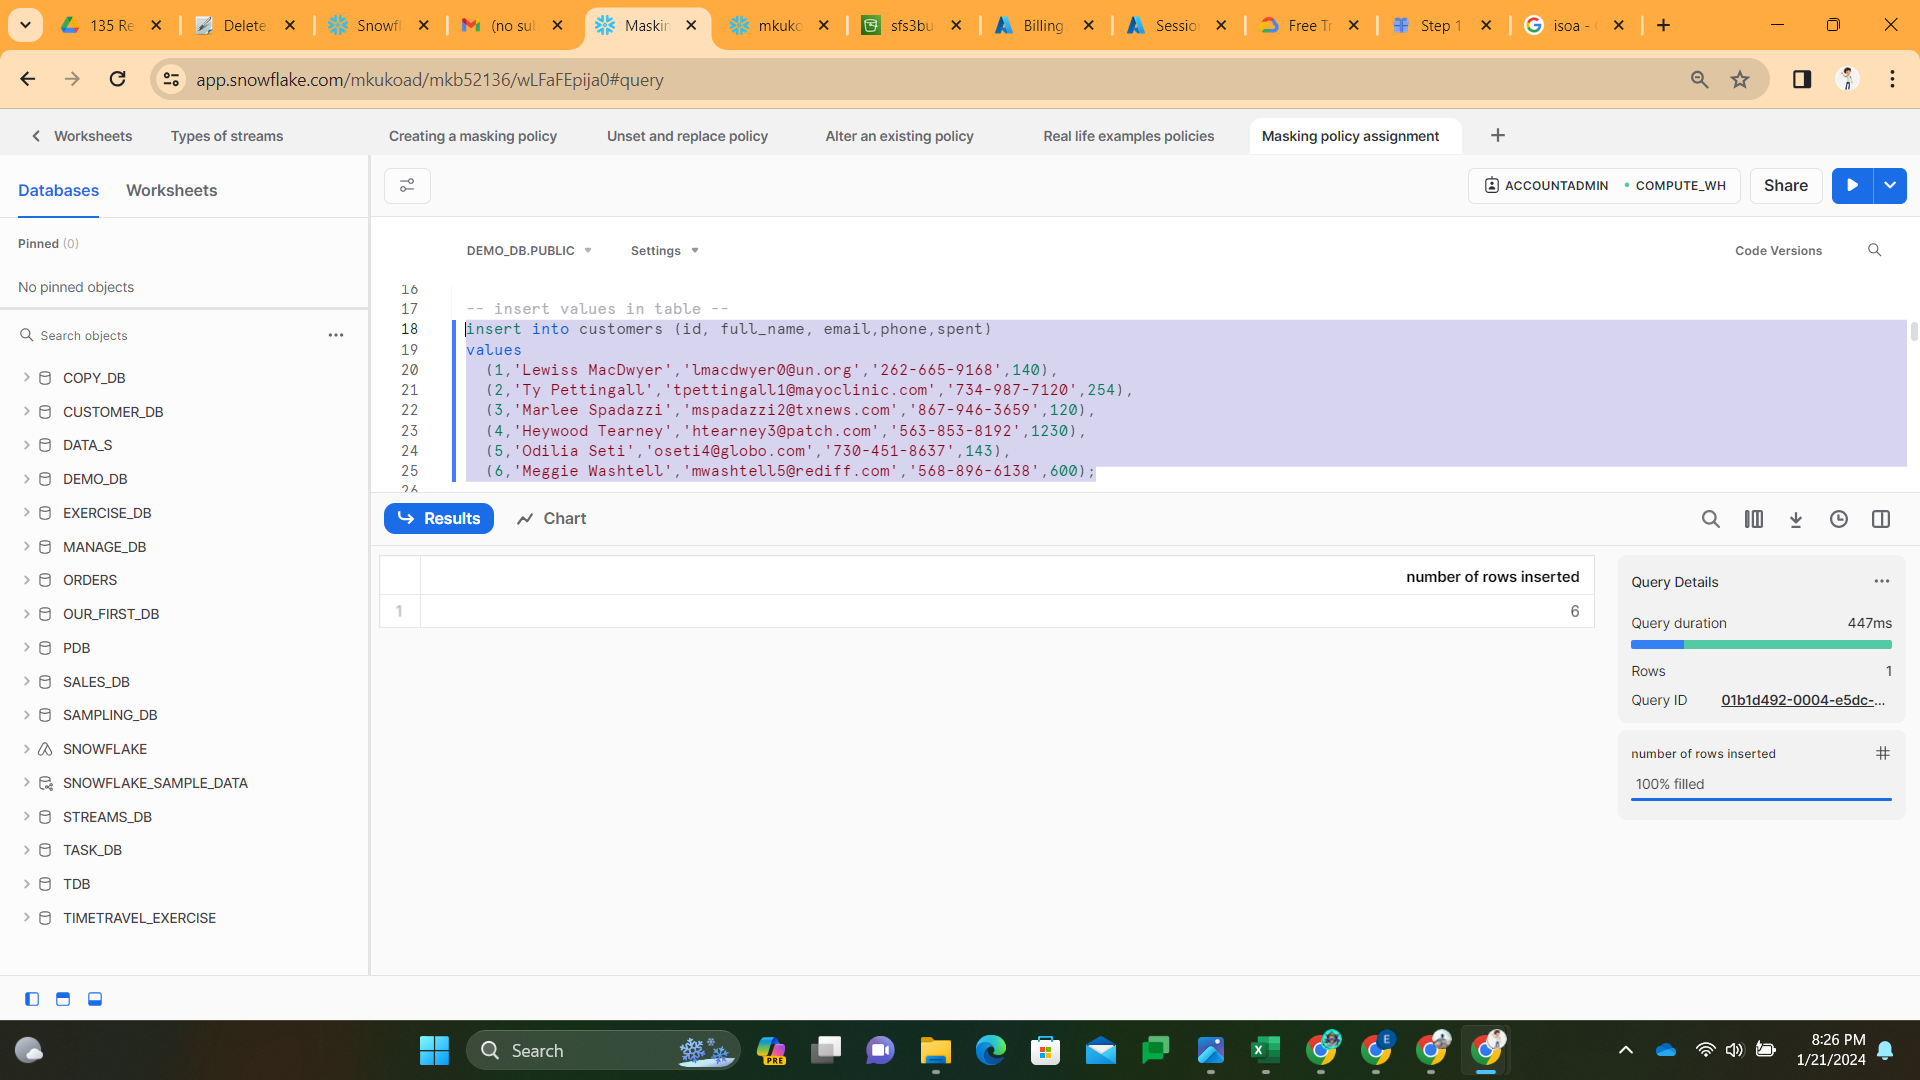 135 Re
Delete
Snowfl
(no sub
Maskin
mkuko
sfs3bu
Billing
Sessio
Free Tr
Step 1
isoa -
app.snowflake.com/mkukoad/mkb52136/wLFaFEpija0#query
Worksheets
Types of streams
Creating a masking policy
Unset and replace policy
Alter an existing policy
Real life examples policies
Masking policy assignment
Databases
Worksheets
ACCOUNTADMIN
COMPUTE_WH
Share
Pinned (0)
No pinned objects
Search objects
COPY_DB
CUSTOMER_DB
DATA_S
DEMO_DB
EXERCISE_DB
MANAGE_DB
ORDERS
OUR_FIRST_DB
PDB
SALES_DB
SAMPLING_DB
SNOWFLAKE
SNOWFLAKE_SAMPLE_DATA
STREAMS_DB
TASK_DB
TDB
TIMETRAVEL_EXERCISE
DEMO_DB.PUBLIC
Settings
Code Versions
16
17 -- insert values in table --
18 insert into customers (id, full_name, email,phone,spent)
19 values
20 (1,'Lewiss MacDwyer','lmacdwyer0@un.org','262-665-9168',140),
21 (2,'Ty Pettingall','tpettingall1@mayoclinic.com','734-987-7120',254),
22 (3,'Marlee Spadazzi','mspadazzi2@txnews.com','867-946-3659',120),
23 (4,'Heywood Tearney','htearney3@patch.com','563-853-8192',1230),
24 (5,'Odilia Seti','oseti4@globo.com','730-451-8637',143),
25 (6,'Meggie Washtell','mwashtell5@rediff.com','568-896-6138',600);
26
Results
Chart
number of rows inserted
1 6
Query Details
Query duration 447ms
Rows 1
Query ID 01b1d492-0004-e5dc-...
number of rows inserted
100% filled
Search
PRE
E
8:26 PM
1/21/2024